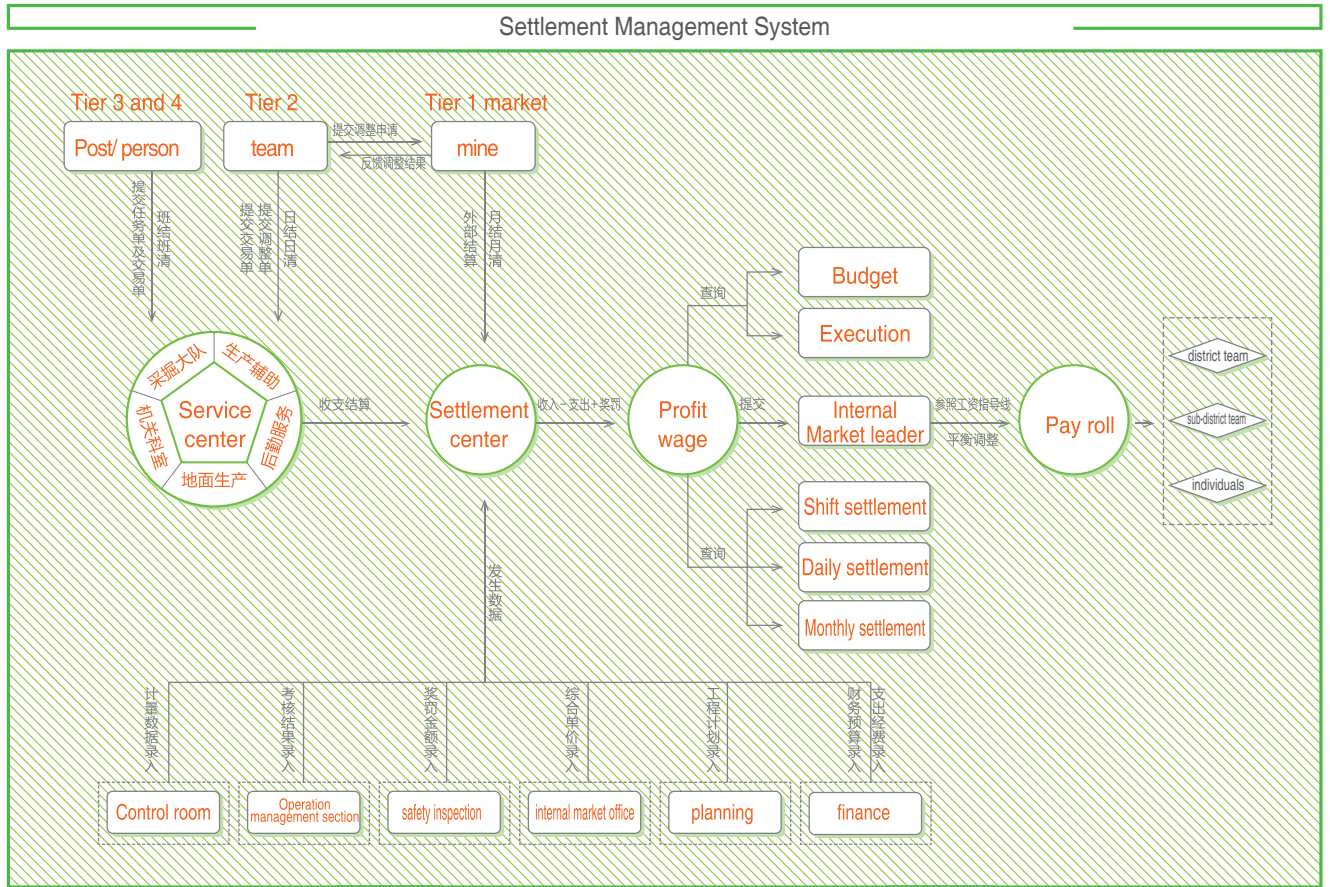 Settlement Management System
Tier 3 and 4
Tier 2
Tier 1 market
Post/ person
team
提交调整申请
反馈调整结果
mine
提交任务单及交易单
班结班清
提交交易单
提交调整单
日结日清
外部结算
月结月清
采掘大队
生产辅助
机关科室
后勤服务
地面生产
Service
center
收支结算
Settlement
center
收入-支出+奖罚
Profit
wage
查询
Budget
Execution
提交
Internal
Market leader
参照工资指导线
平衡调整
Pay roll
district team
sub-district team
individuals
查询
Shift settlement
Daily settlement
Monthly settlement
发生数据
计量数据录入
考核结果录入
奖罚金额录入
综合单价录入
工程计划录入
财务预算录入
支出经费录入
Control room
Operation
management section
safety inspection
internal market office
planning
finance